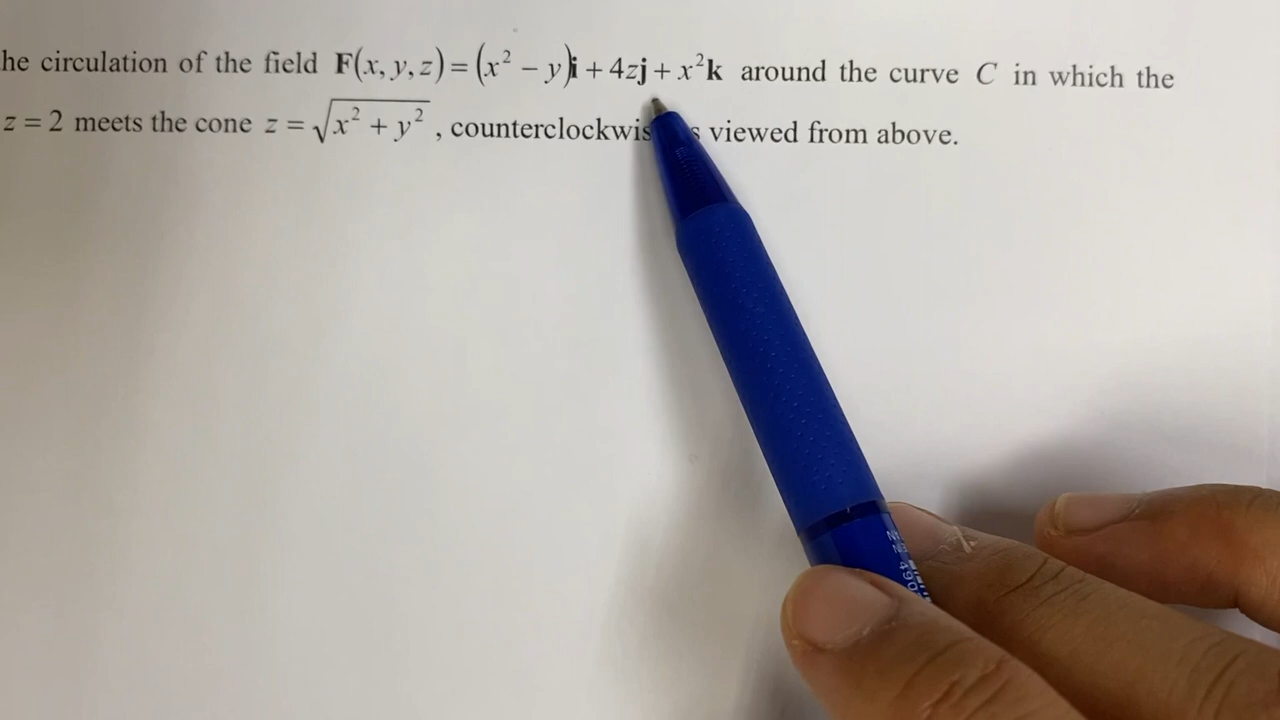 he circulation of the field F(x, y, z) = (x² − y)i + 4zj + x²k around the curve C in which the
z = 2 meets the cone z = √(x² + y²), viewed from above.